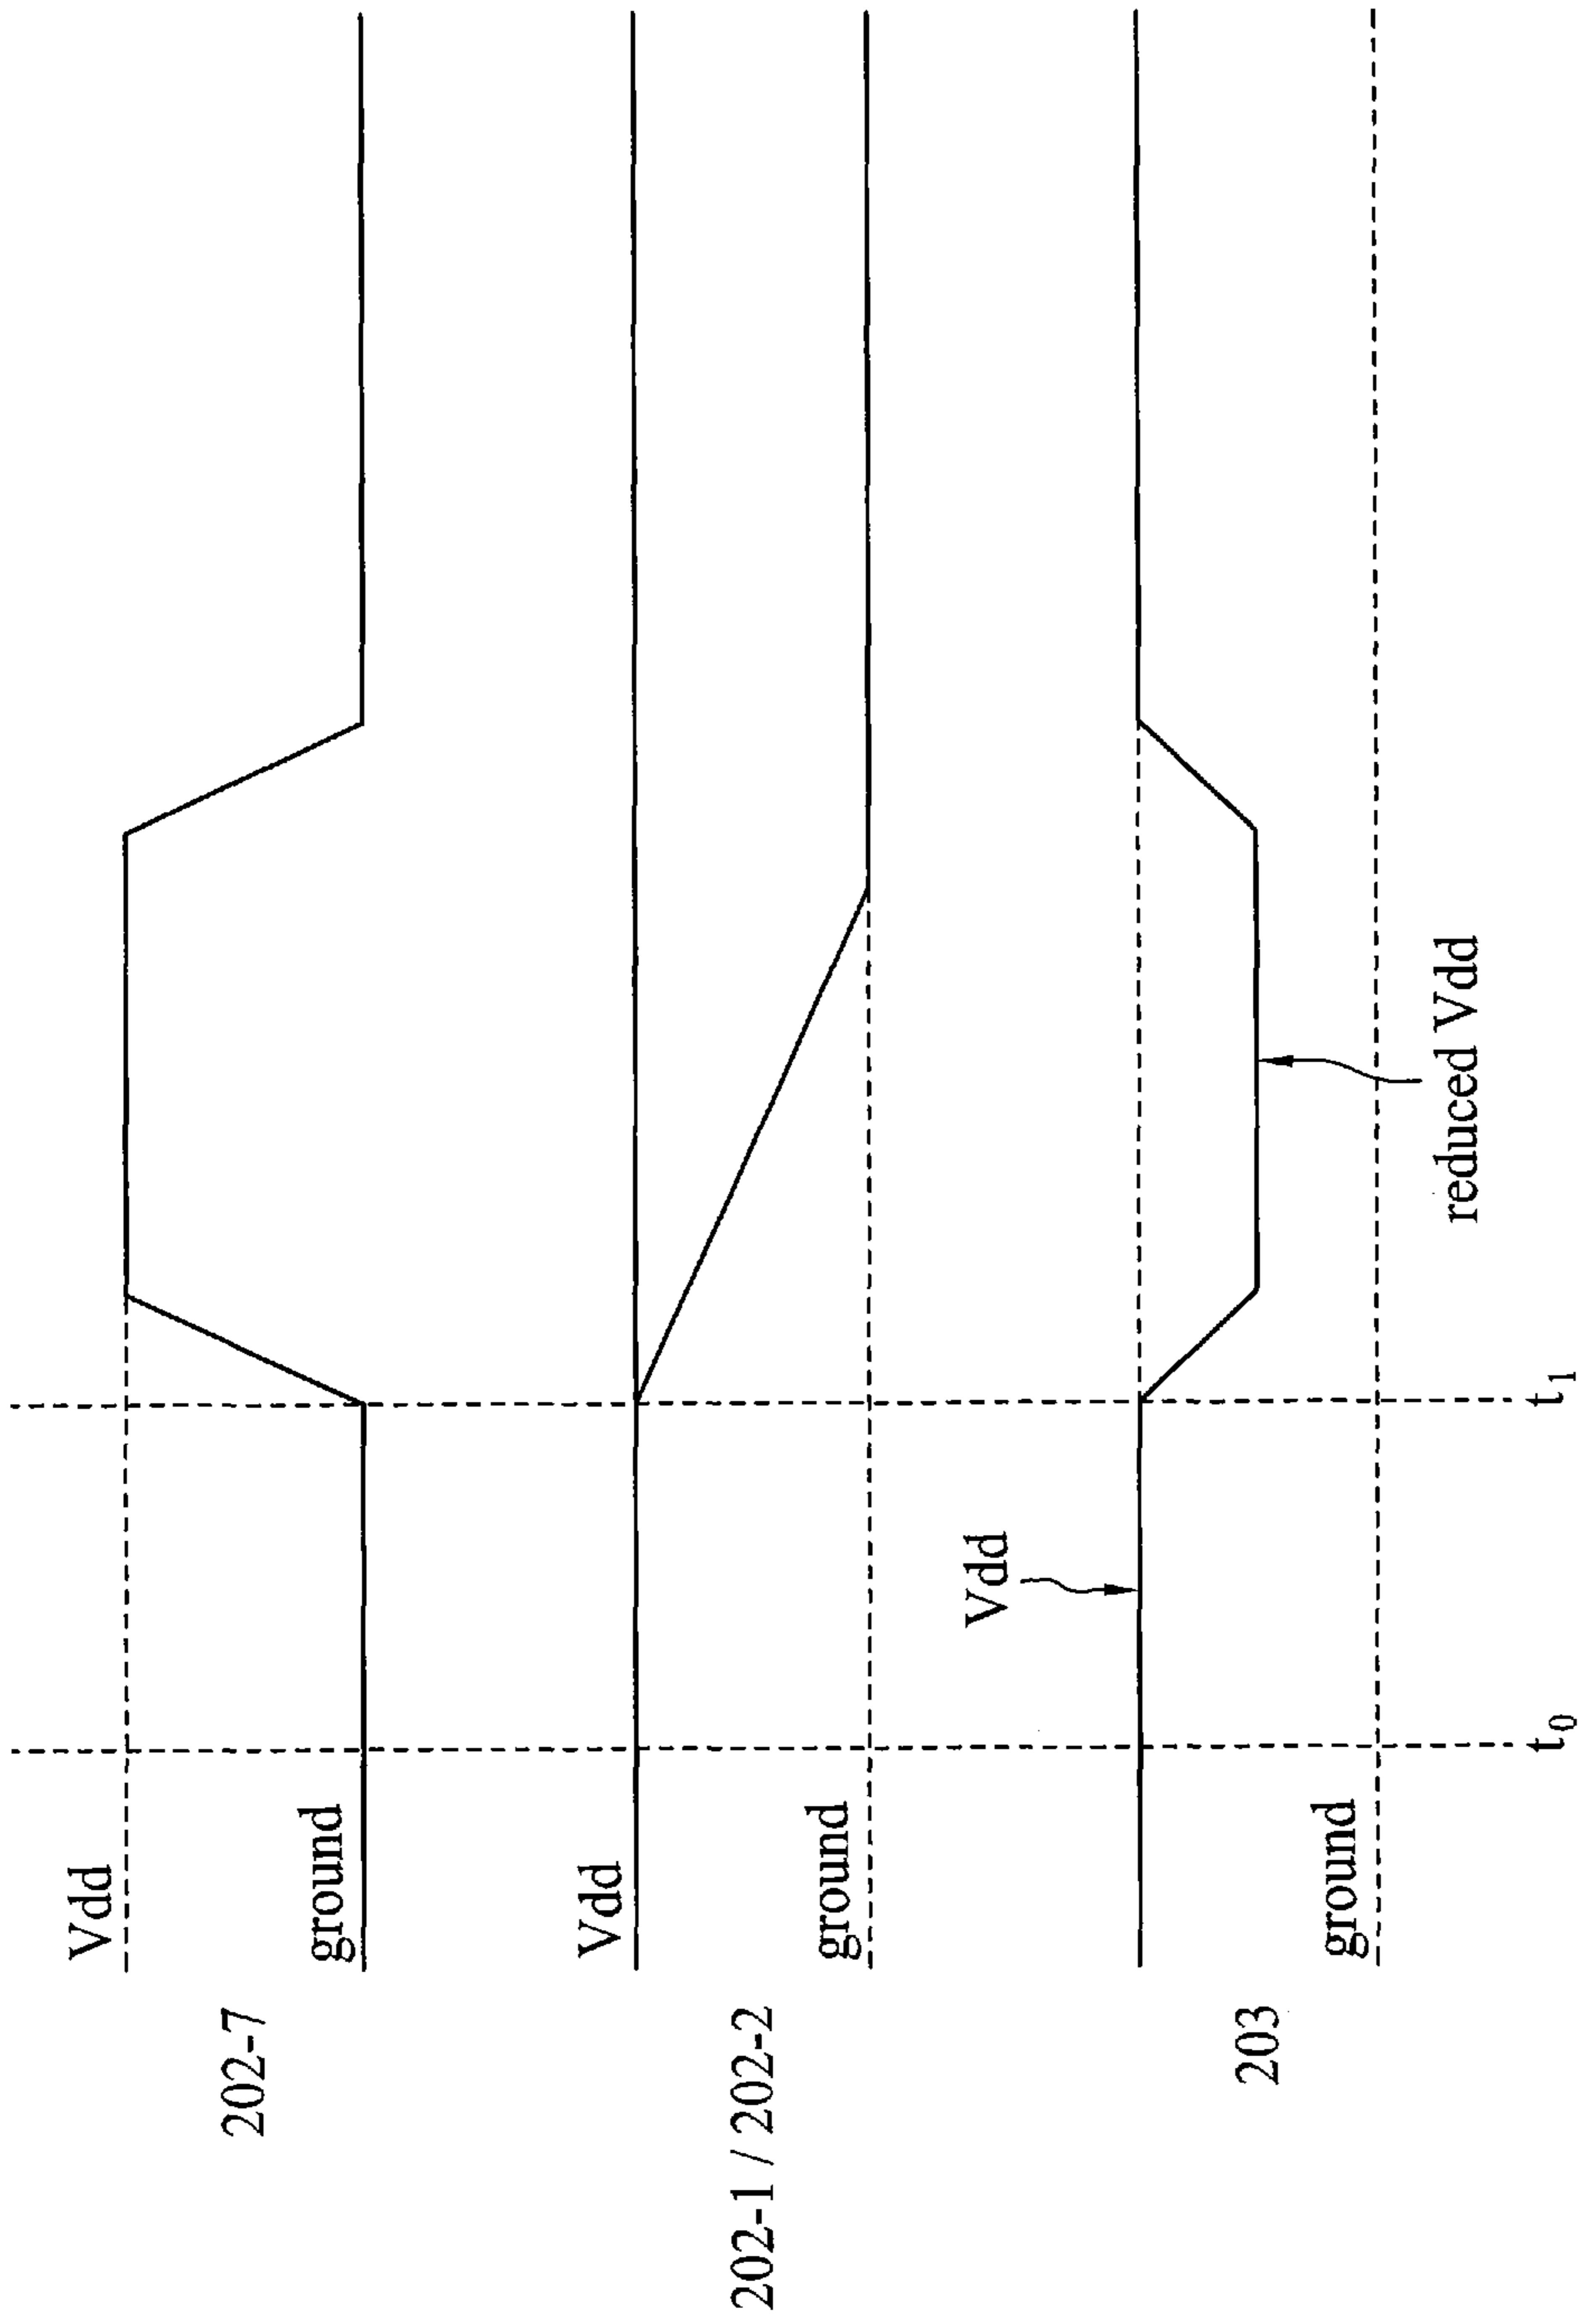 202-7
Vdd
ground
202-1 / 202-2
Vdd
ground
203
Vdd
reduced Vdd
ground
t0
t1